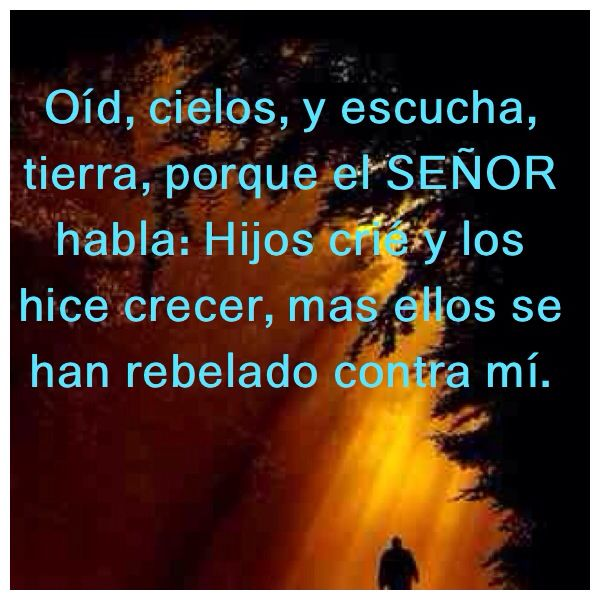 Oíd, cielos, y escucha,
tierra, porque el SEÑOR
habla: Hijos crié y los
hice crecer, mas ellos se
han rebelado contra mí.